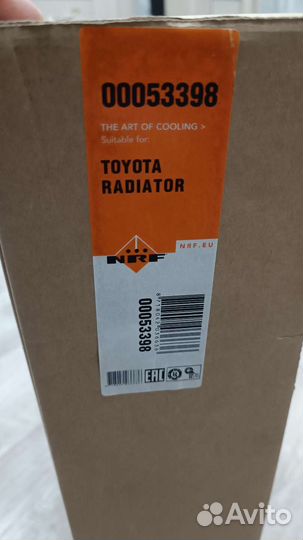 00053398
THE ART OF COOLING >
Suitable for:
TOYOTA
RADIATOR
NRF.EU
NRF
00053398
EAC
Avito